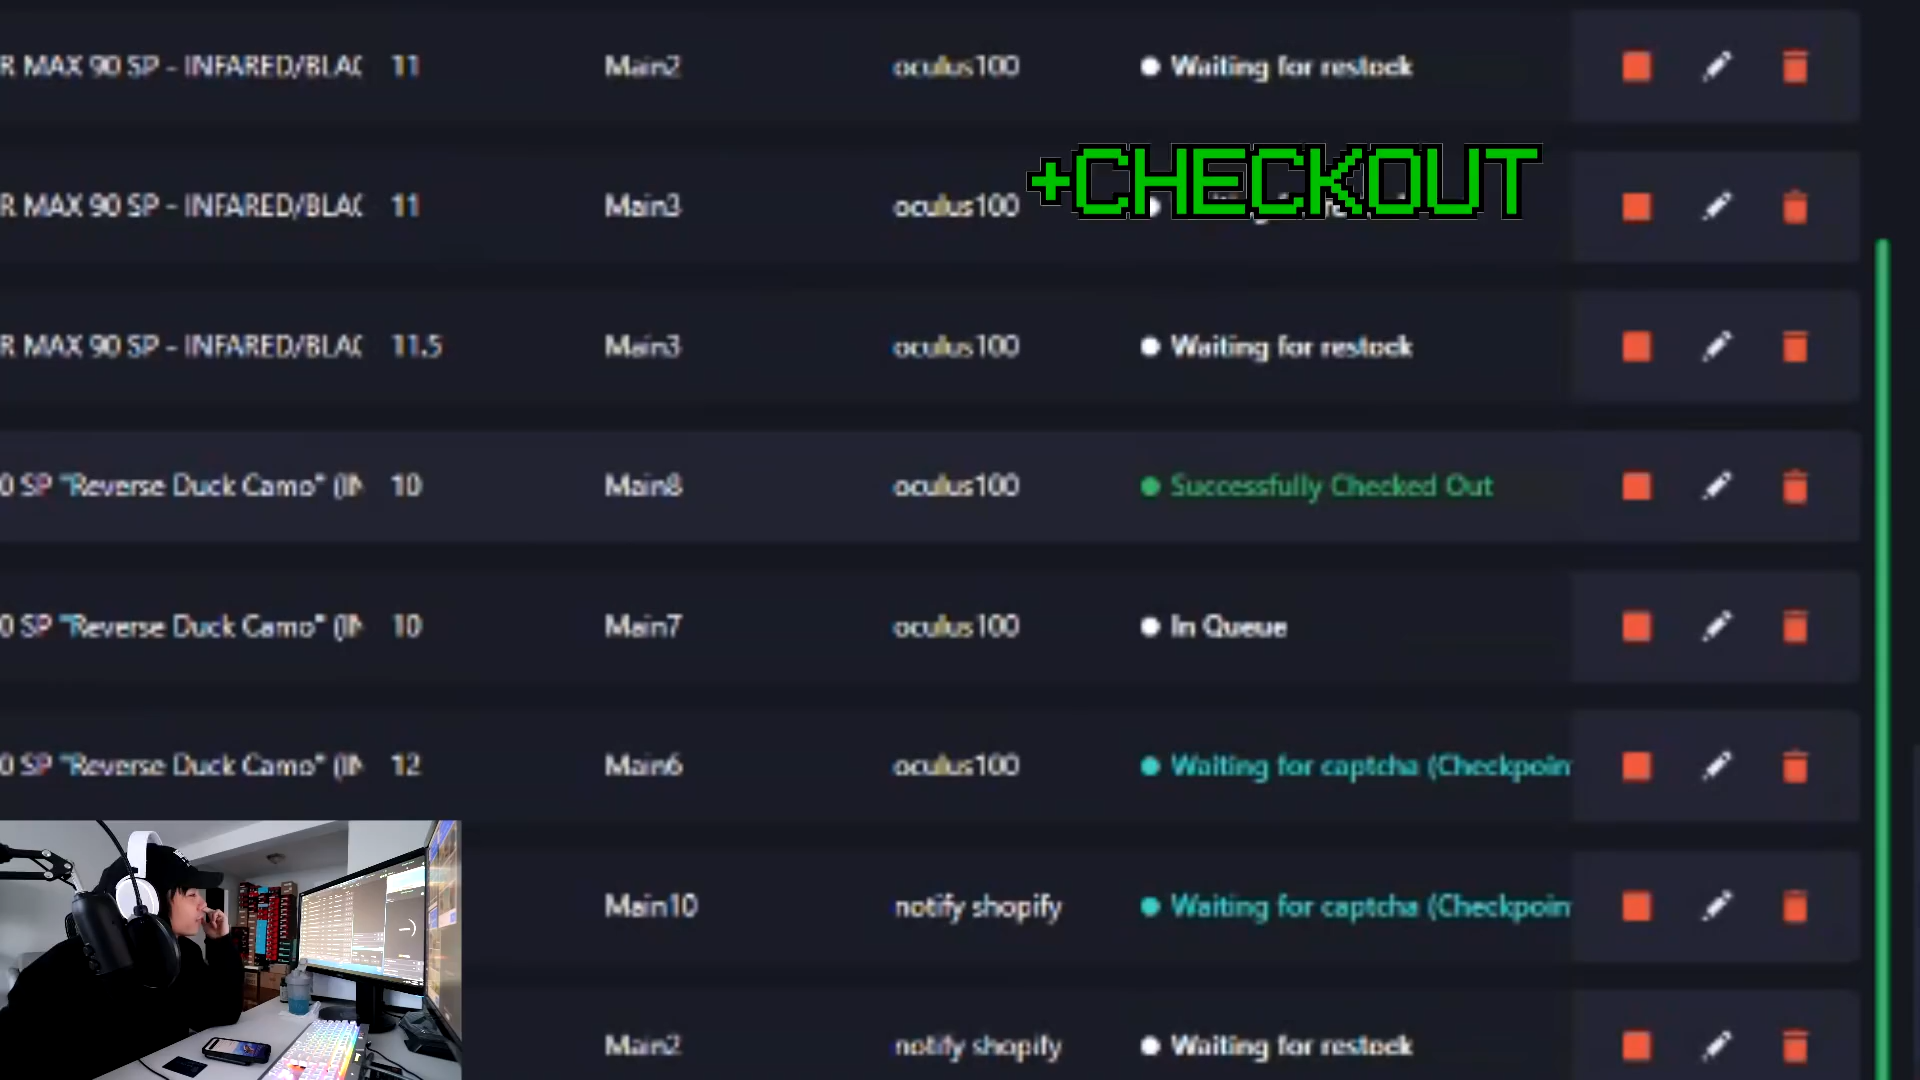 R MAX 90 SP - INFARED/BLAC 11 Main2 oculus100 Waiting for restock
+CHECKOUT
R MAX 90 SP - INFARED/BLAC 11 Main3 oculus100
R MAX 90 SP - INFARED/BLAC 11.5 Main3 oculus100 Waiting for restock
0 SP "Reverse Duck Camo" (IN 10 Main8 oculus100 Successfully Checked Out
0 SP "Reverse Duck Camo" (IN 10 Main7 oculus100 In Queue
0 SP "Reverse Duck Camo" (IN 12 Main6 oculus100 Waiting for captcha (Checkpoin
Main10 notify shopify Waiting for captcha (Checkpoin
Main2 notify shopify Waiting for restock